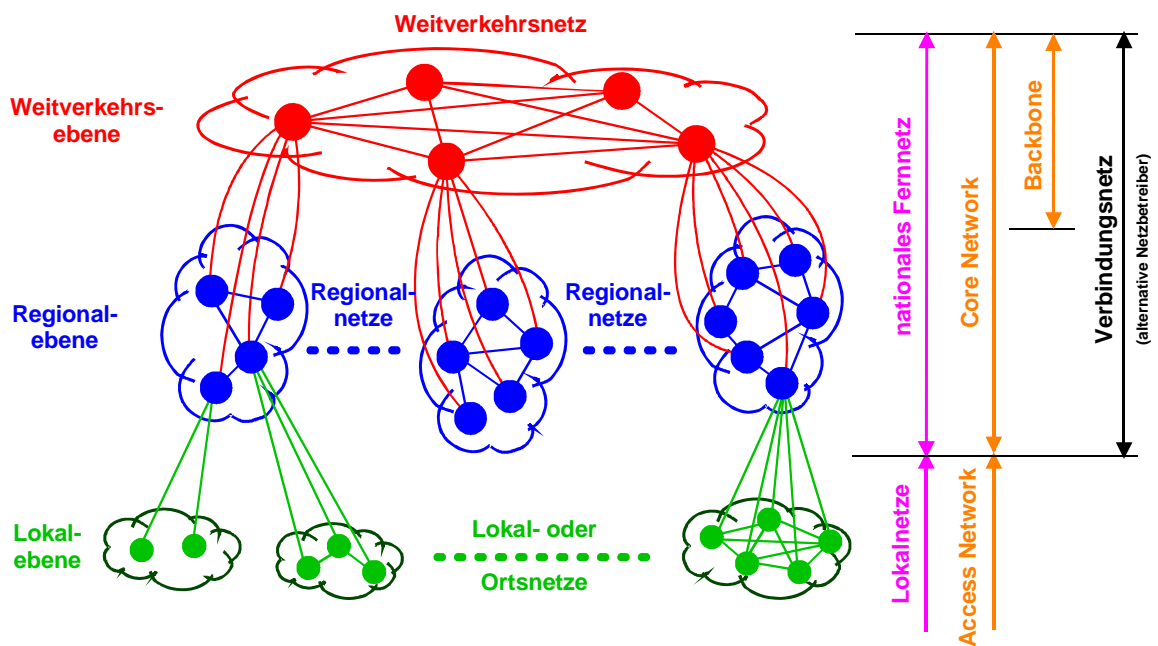 Weitverkehrsnetz
Weitverkehrs-
ebene
Regional-
ebene
Regional-
netze
Regional-
netze
Lokal-
ebene
Lokal- oder
Ortsnetze
nationales Fernnetz
Core Network
Backbone
Verbindungsnetz
(alternative Netzbetreiber)
Lokalnetze
Access Network